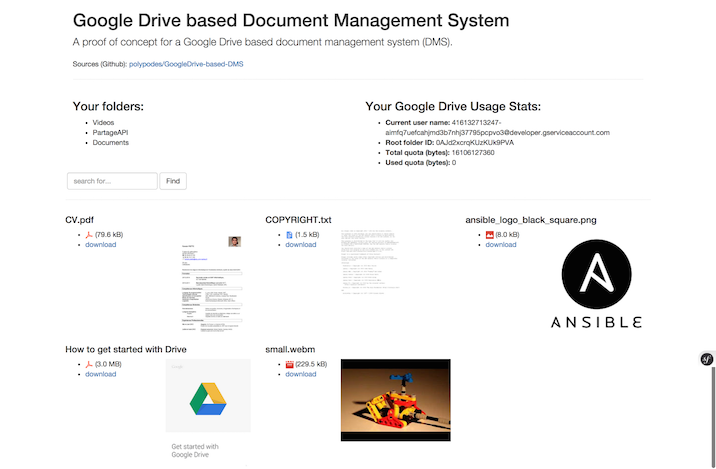 Google Drive based Document Management System
A proof of concept for a Google Drive based document management system (DMS).
Sources (Github): polypodes/GoogleDrive-based-DMS
Your folders:
Videos
PartageAPI
Documents
Your Google Drive Usage Stats:
Current user name: 416132713247-
aimfq7uefcahjmd3b7nhj37795pcpvo3@developer.gserviceaccount.com
Root folder ID: 0AJd2xcrqKUzKUk9PVA
Total quota (bytes): 16106127360
Used quota (bytes): 0
search for...
Find
CV.pdf
(79.6 kB)
download
COPYRIGHT.txt
(1.5 kB)
download
ansible_logo_black_square.png
(8.0 kB)
download
ANSIBLE
How to get started with Drive
(3.0 MB)
download
Google
Get started with
Google Drive
small.webm
(229.5 kB)
download
sf